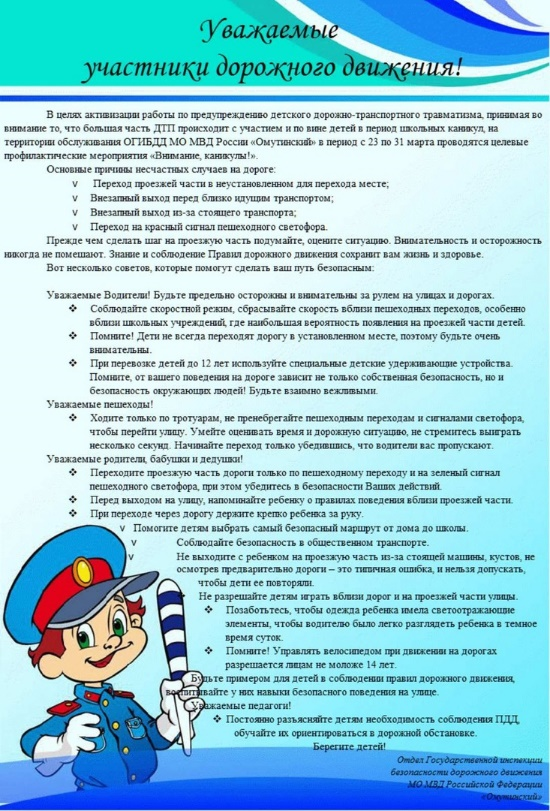 Уважаемые
участники дорожного движения!
В целях активизации работы по предупреждению детского дорожно-транспортного травматизма, принимая во
внимание то, что большая часть ДТП происходит с участием и по вине детей в период школьных каникул, на
территории обслуживания ОГИБДД МО МВД России «Омутинский» в период с 23 по 31 марта проводятся целевые
профилактические мероприятия «Внимание, каникулы!».
Основные причины несчастных случаев на дороге:
v Переход проезжей части в неустановленном для перехода месте;
v Внезапный выход перед близко идущим транспортом;
v Внезапный выход из-за стоящего транспорта;
v Переход на красный сигнал пешеходного светофора.
Прежде чем сделать шаг на проезжую часть подумайте, оцените ситуацию. Внимательность и осторожность
никогда не помешают. Знание и соблюдение Правил дорожного движения сохранит вам жизнь и здоровье.
Вот несколько советов, которые помогут сделать ваш путь безопасным:
Уважаемые Водители! Будьте предельно осторожны и внимательны за рулем на улицах и дорогах.
❖ Соблюдайте скоростной режим, сбрасывайте скорость вблизи пешеходных переходов, особенно
вблизи школьных учреждений, где наибольшая вероятность появления на проезжей части детей.
❖ Помните! Дети не всегда переходят дорогу в установленном месте, поэтому будьте очень
внимательны.
❖ При перевозке детей до 12 лет используйте специальные детские удерживающие устройства.
Помните, от вашего поведения на дороге зависит не только собственная безопасность, но и
безопасность окружающих людей! Будьте взаимно вежливыми.
Уважаемые пешеходы!
❖ Ходите только по тротуарам, не пренебрегайте пешеходным переходам и сигналами светофора,
чтобы перейти улицу. Умейте оценивать время и дорожную ситуацию, не стремитесь выиграть
несколько секунд. Начинайте переход только убедившись, что водители вас пропускают.
Уважаемые родители, бабушки и дедушки!
❖ Переходите проезжую часть дороги только по пешеходному переходу и на зеленый сигнал
пешеходного светофора, при этом убедитесь в безопасности Ваших действий.
❖ Перед выходом на улицу, напоминайте ребенку о правилах поведения вблизи проезжей части.
❖ При переходе через дорогу держите крепко ребенка за руку.
v Помогите детям выбрать самый безопасный маршрут от дома до школы.
v Соблюдайте безопасность в общественном транспорте.
v Не выходите с ребенком на проезжую часть из-за стоящей машины, кустов, не
осмотрев предварительно дороги – это типичная ошибка, и нельзя допускать,
чтобы дети ее повторяли.
Не разрешайте детям играть вблизи дорог и на проезжей части улицы.
❖ Позаботьтесь, чтобы одежда ребенка имела светоотражающие
элементы, чтобы водителю было легко разглядеть ребенка в темное
время суток.
❖ Помните! Управлять велосипедом при движении на дорогах
разрешается лицам не моложе 14 лет.
Будьте примером для детей в соблюдении правил дорожного движения,
воспитывайте у них навыки безопасного поведения на улице.
Уважаемые педагоги!
❖ Постоянно разъясняйте детям необходимость соблюдения ПДД,
обучайте их ориентироваться в дорожной обстановке.
Берегите детей!
Отдел Государственной инспекции
безопасности дорожного движения
МО МВД Российской Федерации
«Омутинский»